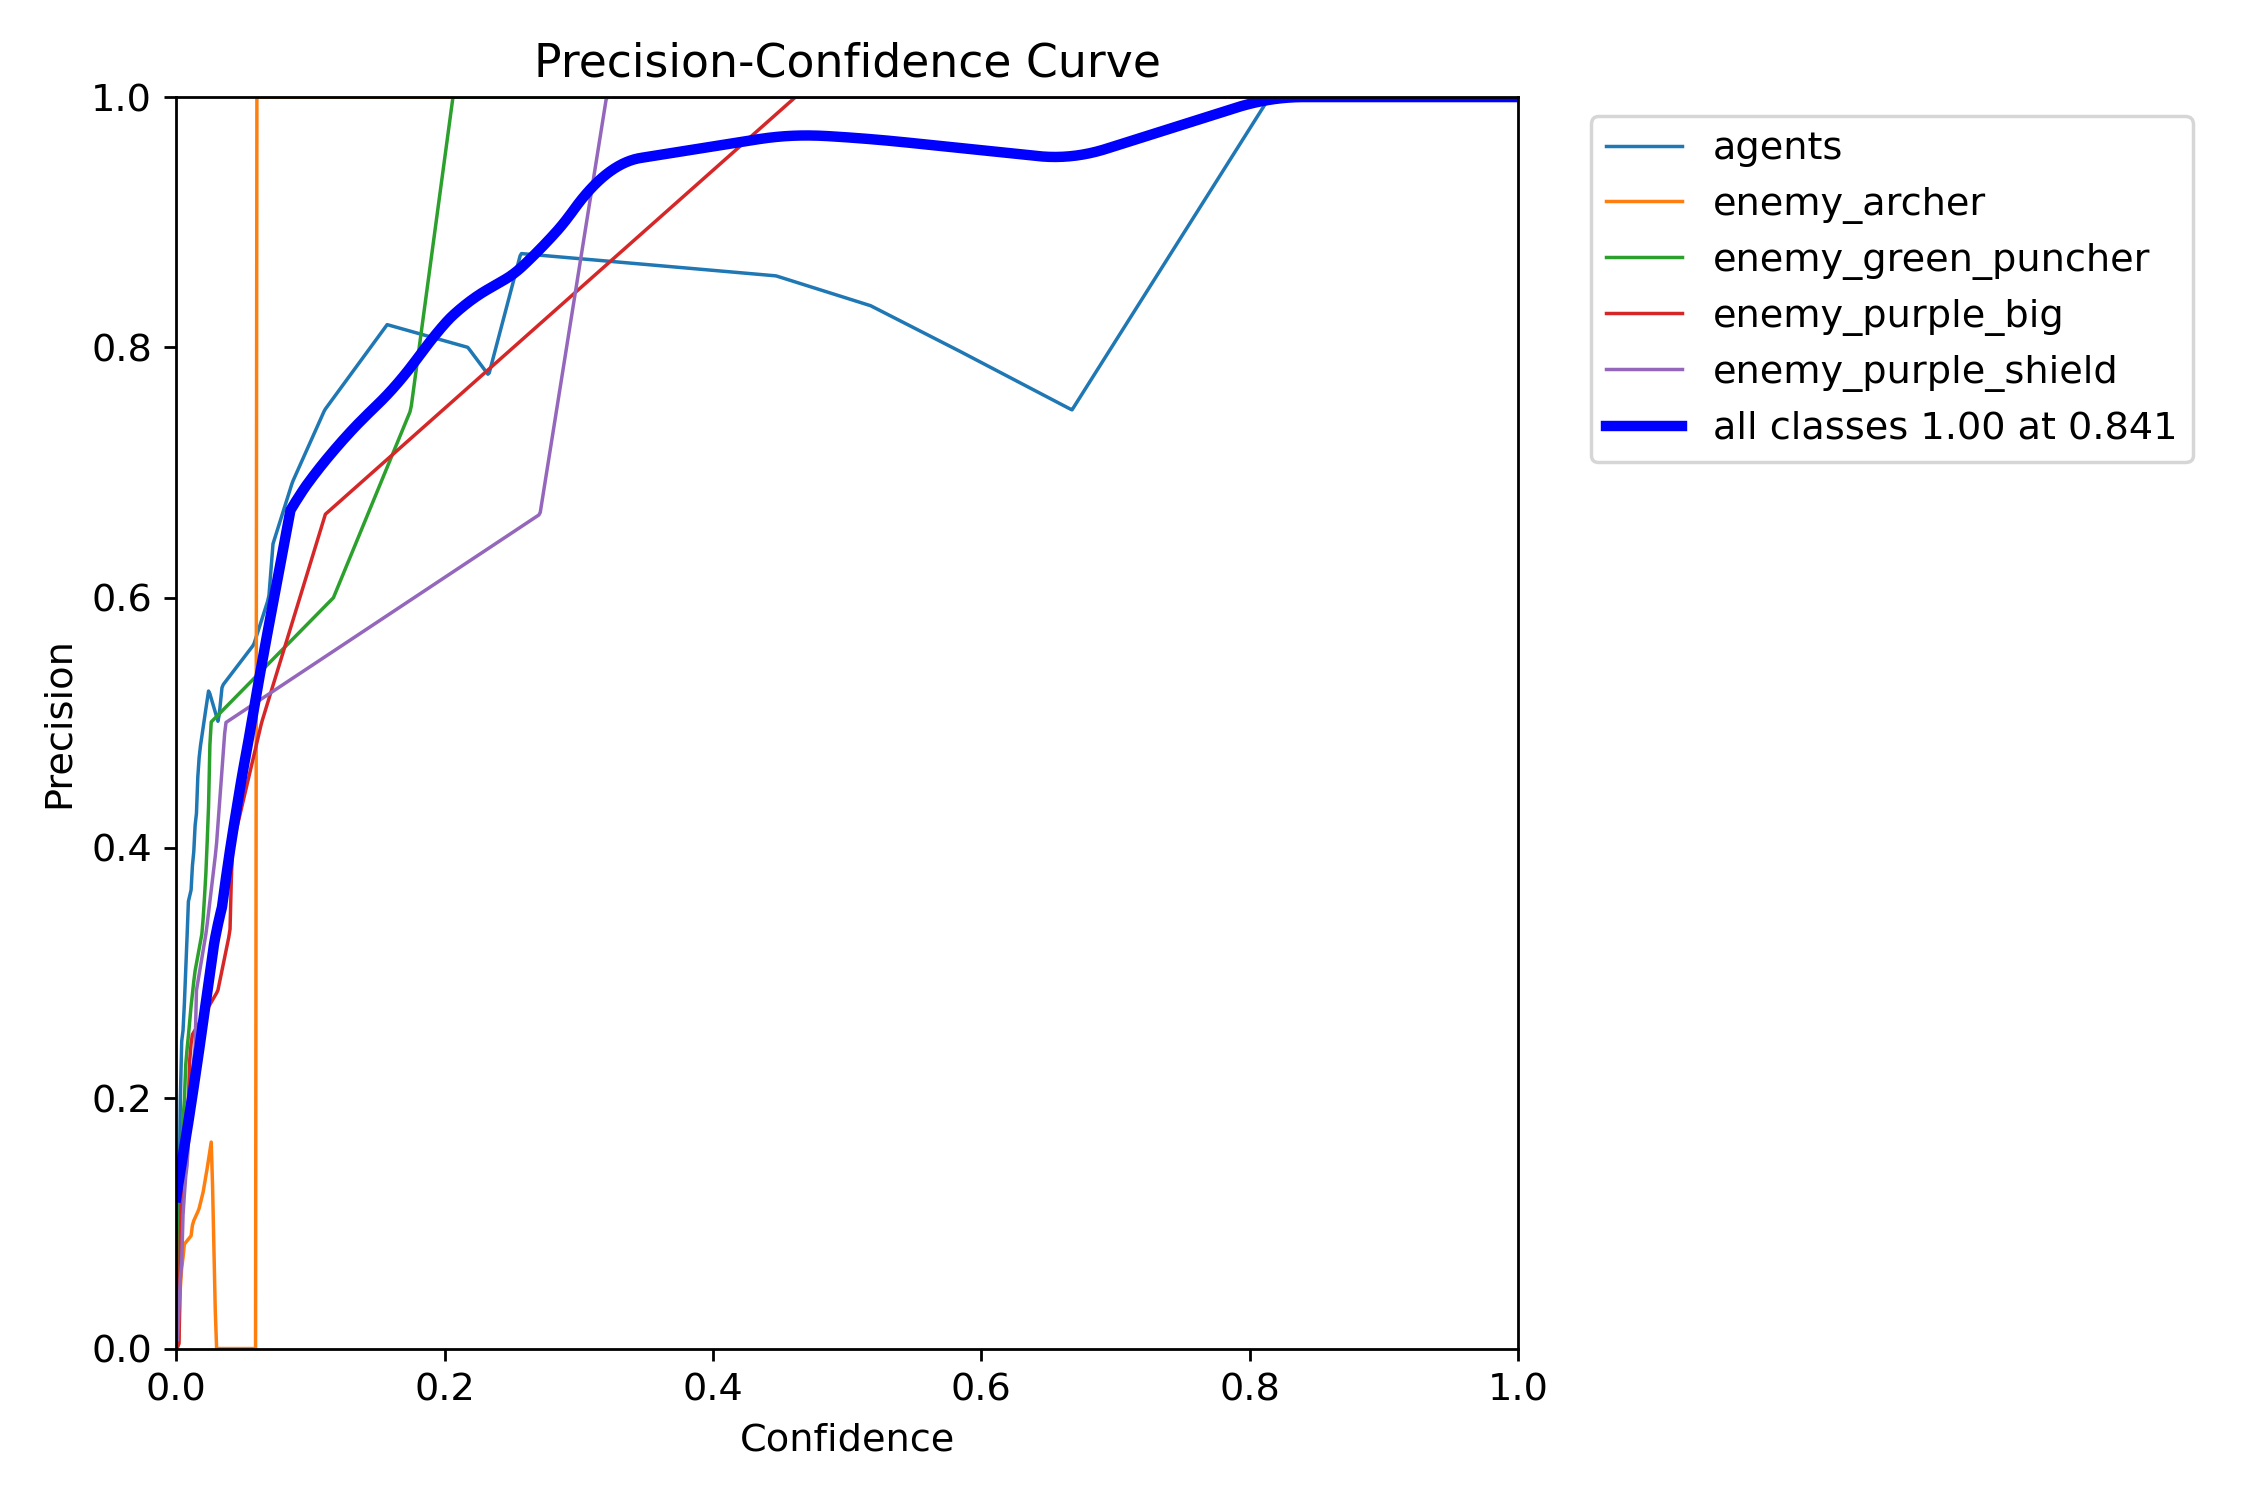 Precision-Confidence Curve
1.0
0.8
0.6
0.4
0.2
0.0
Precision
0.0 0.2 0.4 0.6 0.8 1.0
Confidence
agents
enemy_archer
enemy_green_puncher
enemy_purple_big
enemy_purple_shield
all classes 1.00 at 0.841